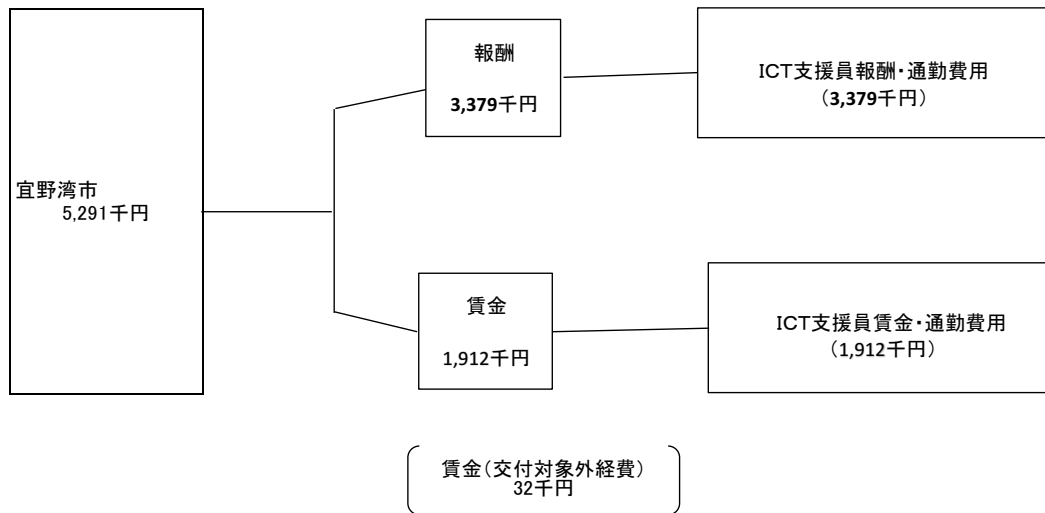 宜野湾市
5,291千円
報酬
3,379千円
ICT支援員報酬・通勤費用
（3,379千円）
賃金
1,912千円
ICT支援員賃金・通勤費用
（1,912千円）
賃金（交付対象外経費）
32千円